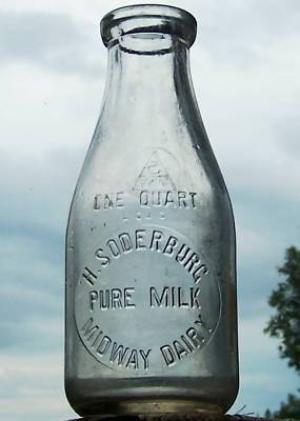 ONE QUART
H. SODERBURG
PURE MILK
MIDWAY DAIRY